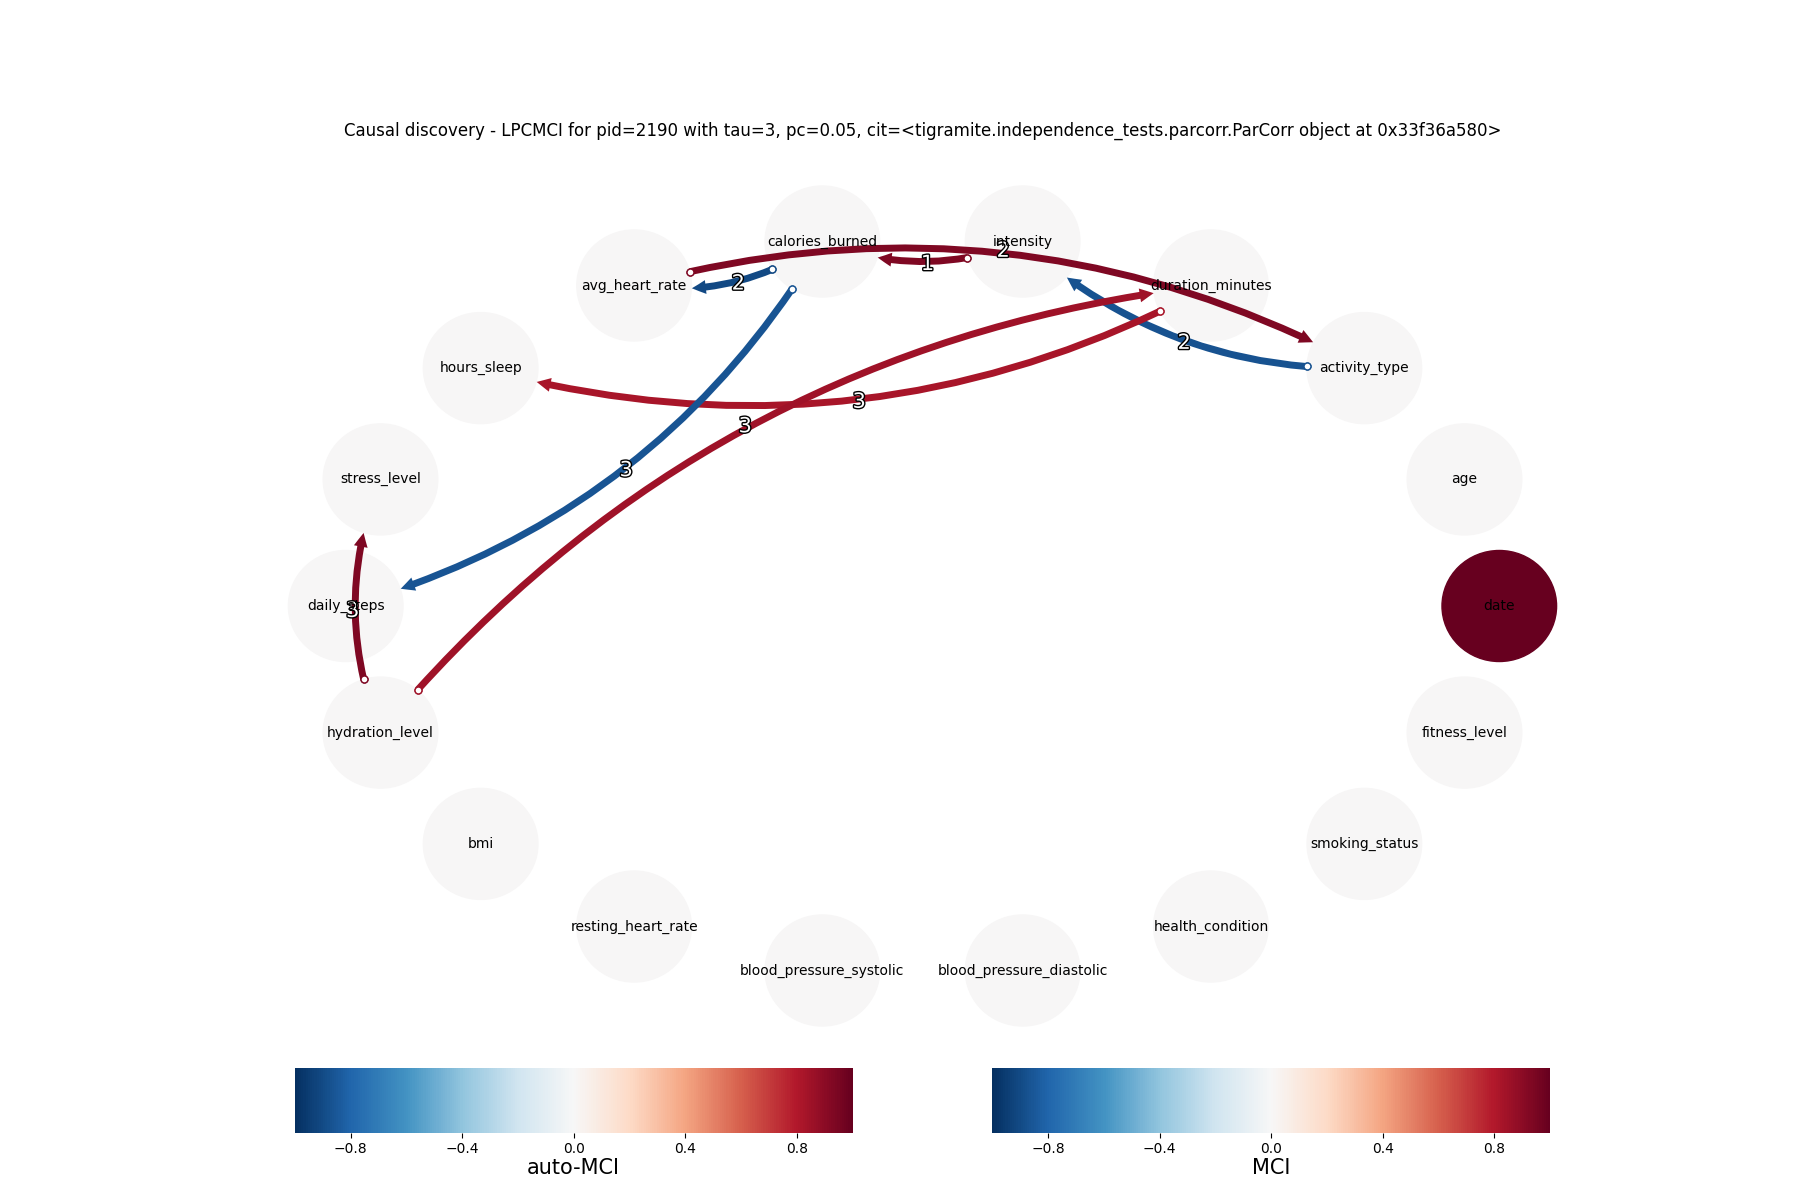 Causal discovery - LPCMCI for pid=2190 with tau=3, pc=0.05, cit=<tigramite.independence_tests.parcorr.ParCorr object at 0x33f36a580>
calories_burned
intensity
2
1
avg_heart_rate
2
duration_minutes
2
hours_sleep
activity_type
3
3
3
stress_level
age
daily_steps
3
date
hydration_level
fitness_level
bmi
smoking_status
resting_heart_rate
health_condition
blood_pressure_systolic
blood_pressure_diastolic
−0.8 −0.4 0.0 0.4 0.8
auto-MCI
−0.8 −0.4 0.0 0.4 0.8
MCI